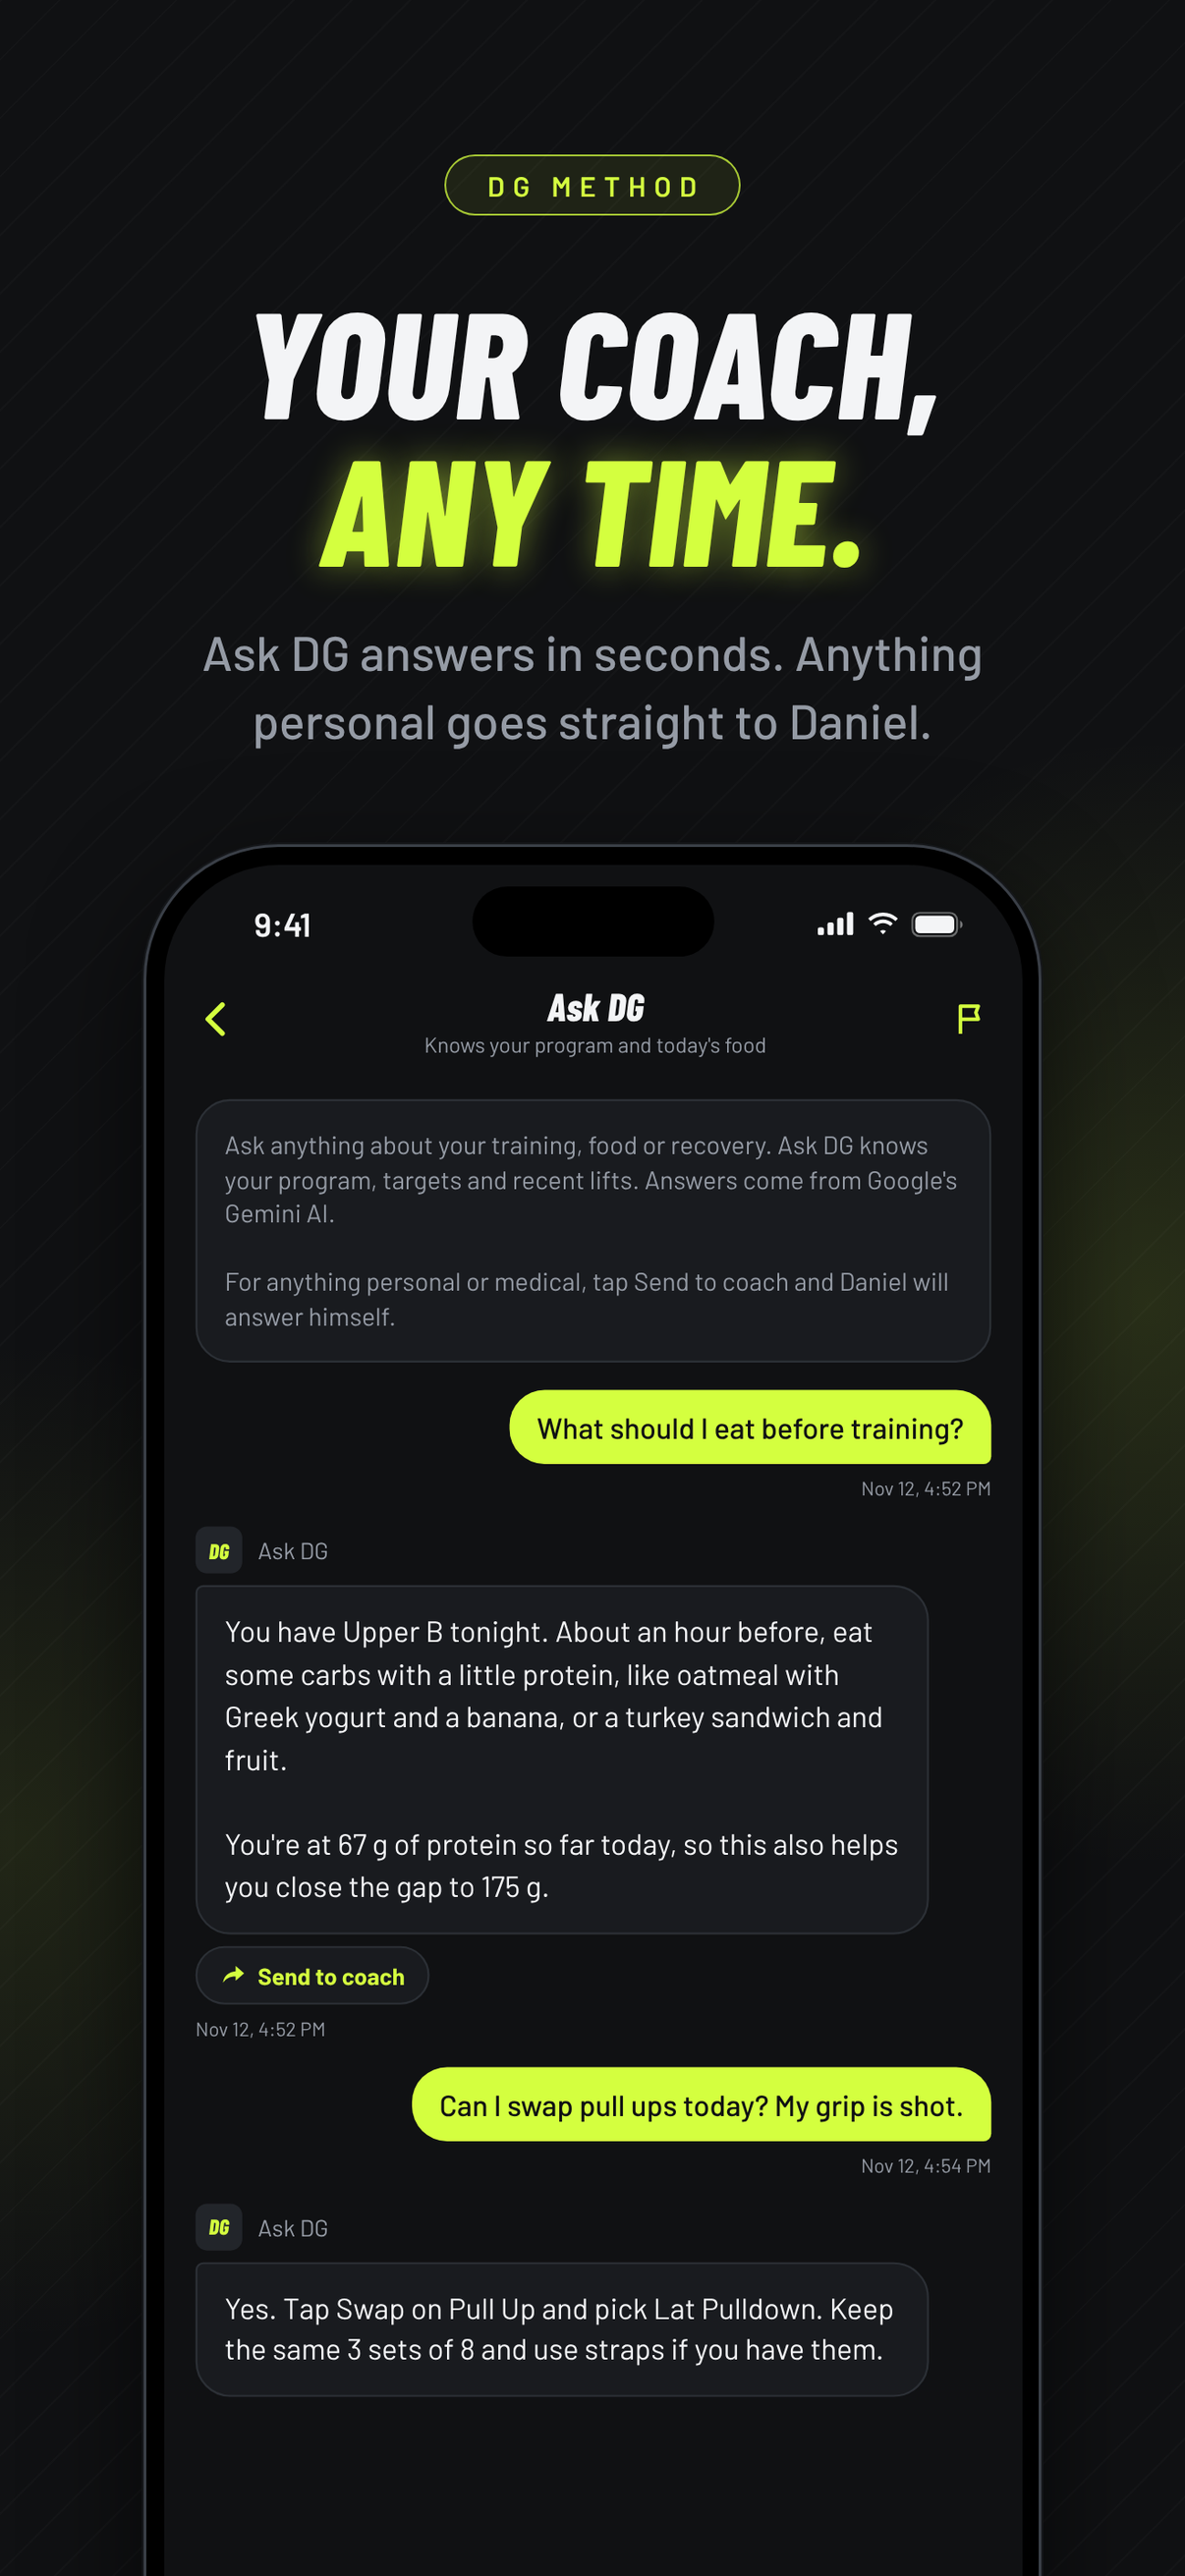 DG METHOD
YOUR COACH,
ANY TIME.
Ask DG answers in seconds. Anything
personal goes straight to Daniel.
9:41
Ask DG
Knows your program and today's food
Ask anything about your training, food or recovery. Ask DG knows
your program, targets and recent lifts. Answers come from Google's
Gemini AI.
For anything personal or medical, tap Send to coach and Daniel will
answer himself.
What should I eat before training?
Nov 12, 4:52 PM
DG Ask DG
You have Upper B tonight. About an hour before, eat
some carbs with a little protein, like oatmeal with
Greek yogurt and a banana, or a turkey sandwich and
fruit.
You're at 67 g of protein so far today, so this also helps
you close the gap to 175 g.
Send to coach
Nov 12, 4:52 PM
Can I swap pull ups today? My grip is shot.
Nov 12, 4:54 PM
DG Ask DG
Yes. Tap Swap on Pull Up and pick Lat Pulldown. Keep
the same 3 sets of 8 and use straps if you have them.